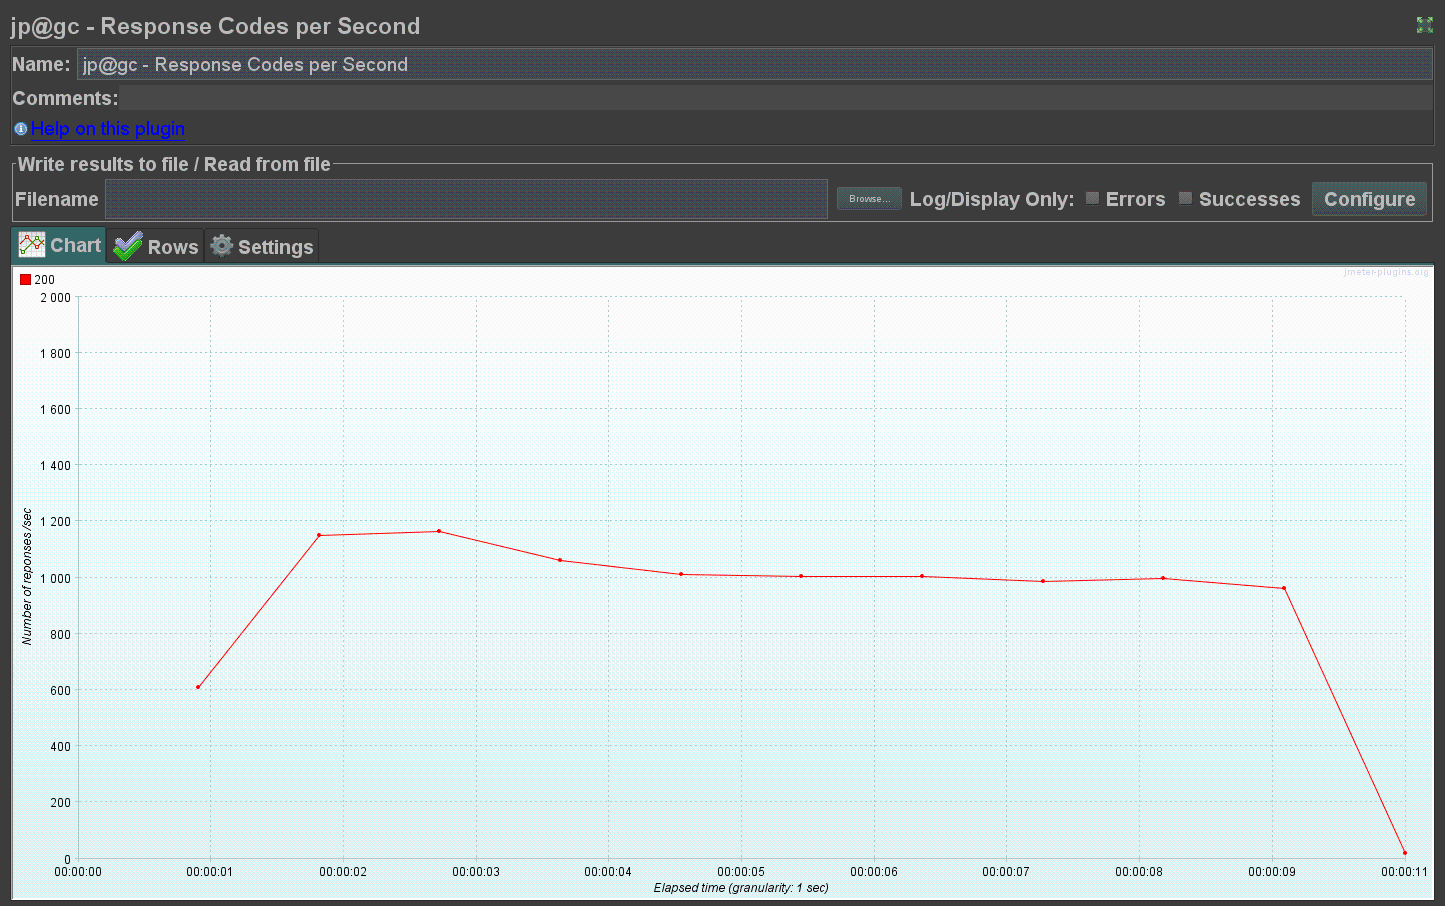 jp@gc - Response Codes per Second
Name: jp@gc - Response Codes per Second
Comments:
Help on this plugin
Write results to file / Read from file
Filename Browse... Log/Display Only: Errors Successes Configure
Chart Rows Settings
200
jmeter-plugins.org
2 000
1 800
1 600
1 400
1 200
1 000
800
600
400
200
0
Number of reponses /sec
00:00:00 00:00:01 00:00:02 00:00:03 00:00:04 00:00:05 00:00:06 00:00:07 00:00:08 00:00:09 00:00:11
Elapsed time (granularity: 1 sec)